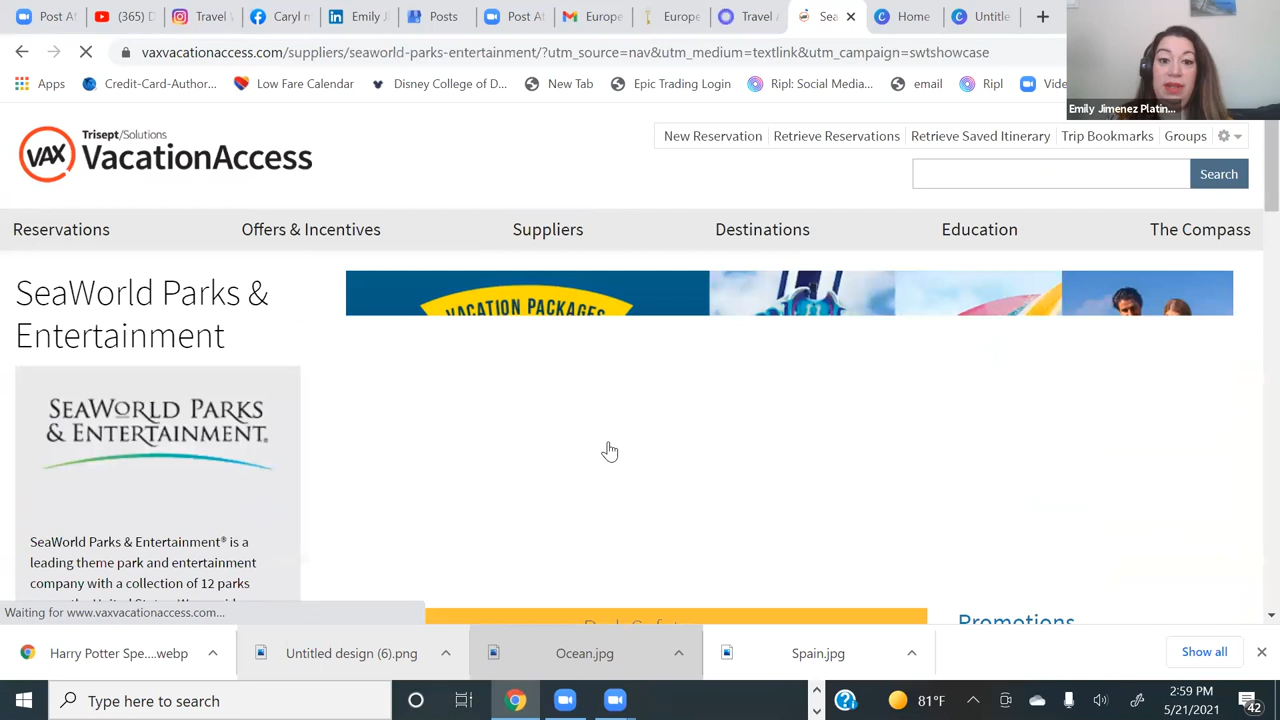 Post Af
(365) D
Travel V
Caryl n
Emily J
Posts
Post At
Europe
Europe
Travel A
Sea
Home
Untitle
vaxvacationaccess.com/suppliers/seaworld-parks-entertainment/?utm_source=nav&utm_medium=textlink&utm_campaign=swtshowcase
Apps
Credit-Card-Author...
Low Fare Calendar
Disney College of D...
New Tab
Epic Trading Login
Ripl: Social Media...
email
Ripl
Vide
Emily Jimenez Platin...
Trisept/Solutions
VAX
VacationAccess
New Reservation
Retrieve Reservations
Retrieve Saved Itinerary
Trip Bookmarks
Groups
Search
Reservations
Offers & Incentives
Suppliers
Destinations
Education
The Compass
SeaWorld Parks &
Entertainment
VACATION PACKAGES
SEAWORLD PARKS
& ENTERTAINMENT.
SeaWorld Parks & Entertainment® is a
leading theme park and entertainment
company with a collection of 12 parks
Promotions
Waiting for www.vaxvacationaccess.com...
Harry Potter Spe....webp
Untitled design (6).png
Ocean.jpg
Spain.jpg
Show all
Type here to search
81°F
2:59 PM
5/21/2021
42